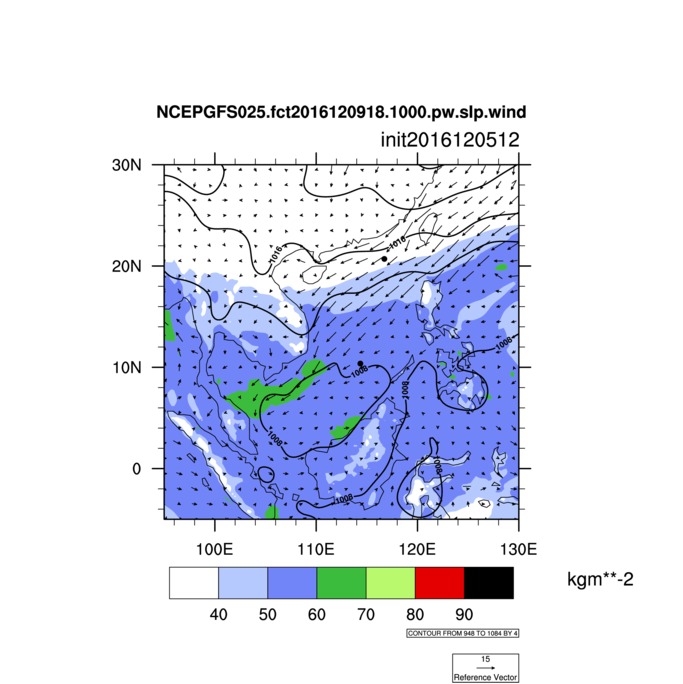 NCEPGFS025.fct2016120918.1000.pw.slp.wind
init2016120512
30N
20N
10N
0
100E 110E 120E 130E
1016
1016
1008
1008
1008
1008
1008
1008
kgm**-2
40 50 60 70 80 90
CONTOUR FROM 948 TO 1084 BY 4
15
Reference Vector